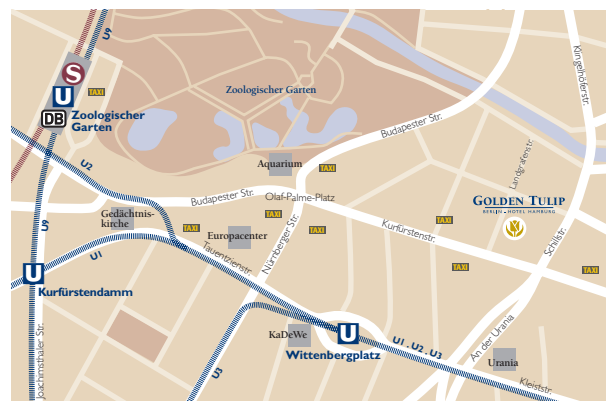 U9
Klingelhöferstr.
S
U
TAXI
DB
Zoologischer
Garten
Zoologischer Garten
Budapester Str.
Landgrafenstr.
U2
Aquarium
TAXI
Budapester Str.
Olaf-Palme-Platz
GOLDEN TULIP
BERLIN - HOTEL HAMBURG
Gedächtnis-
kirche
TAXI
TAXI
U9
TAXI
Europacenter
TAXI
Kurfürstenstr.
Schillstr.
U1
Tauentzienstr.
Nürnberger Str.
TAXI
TAXI
U
Kurfürstendamm
Joachimsthaler Str.
KaDeWe
U
U1 . U2 . U3
An der Urania
Wittenbergplatz
Urania
U3
Kleiststr.